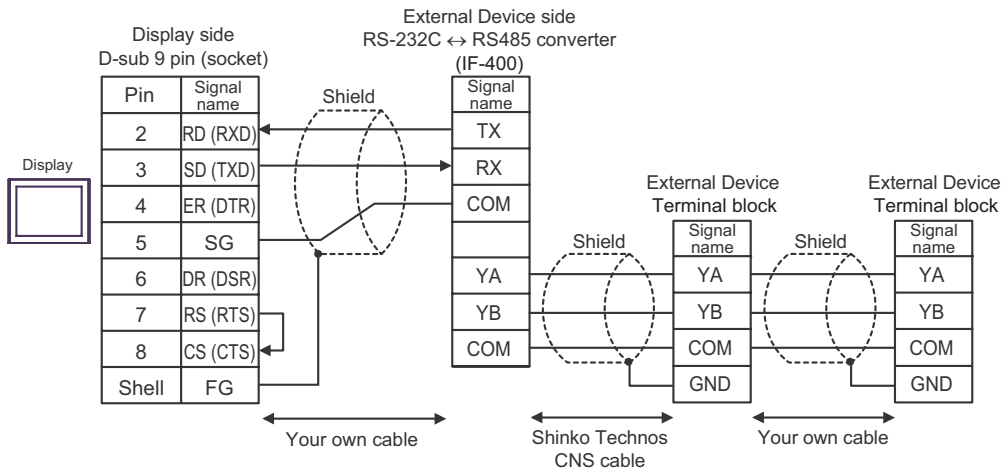 External Device side
RS-232C ↔ RS485 converter
(IF-400)
Display side
D-sub 9 pin (socket)
Pin
Signal
name
2
RD (RXD)
3
SD (TXD)
4
ER (DTR)
5
SG
6
DR (DSR)
7
RS (RTS)
8
CS (CTS)
Shell
FG
Display
Shield
Signal
name
TX
RX
COM
YA
YB
COM
Shield
External Device
Terminal block
Signal
name
YA
YB
COM
GND
Shield
External Device
Terminal block
Signal
name
YA
YB
COM
GND
Your own cable
Shinko Technos
CNS cable
Your own cable